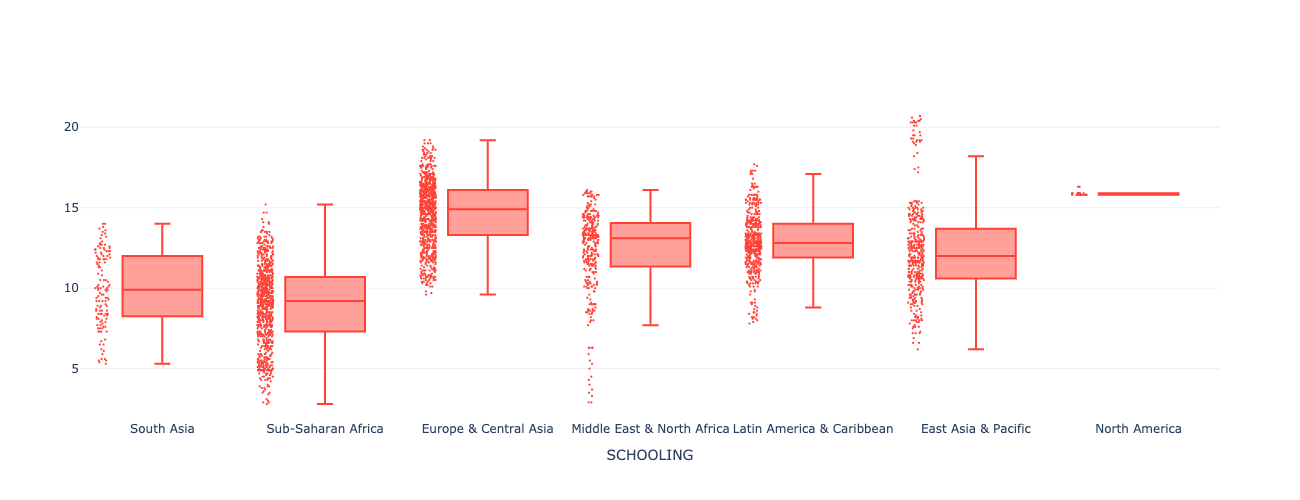 20
15
10
5
South Asia
Sub-Saharan Africa
Europe & Central Asia
Middle East & North Africa
Latin America & Caribbean
East Asia & Pacific
North America
SCHOOLING